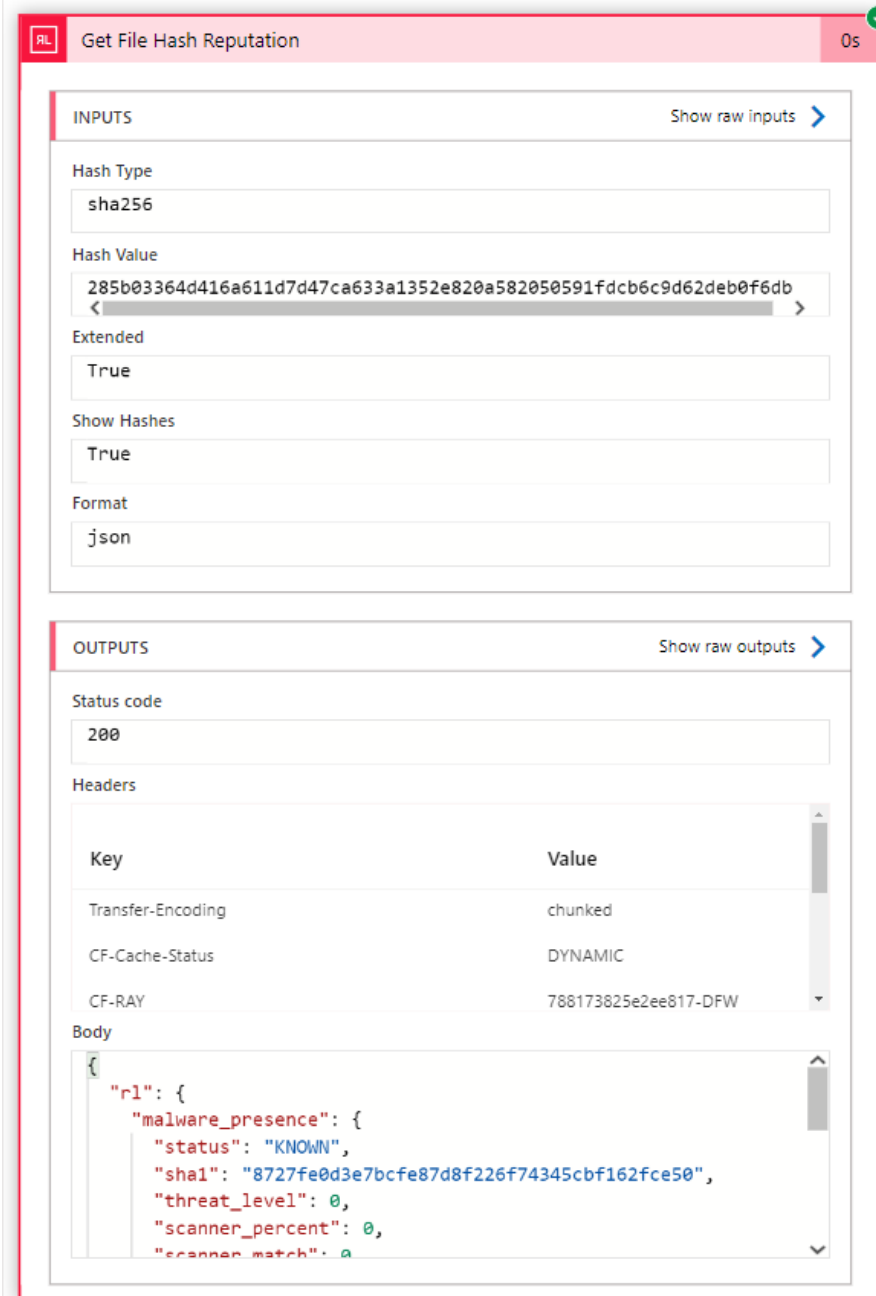 RL Get File Hash Reputation 0s
INPUTS Show raw inputs
Hash Type
sha256
Hash Value
285b03364d416a611d7d47ca633a1352e820a582050591fdcb6c9d62deb0f6db
Extended
True
Show Hashes
True
Format
json
OUTPUTS Show raw outputs
Status code
200
Headers
Key Value
Transfer-Encoding chunked
CF-Cache-Status DYNAMIC
CF-RAY 788173825e2ee817-DFW
Body
{
"rl": {
"malware_presence": {
"status": "KNOWN",
"sha1": "8727fe0d3e7bcfe87d8f226f74345cbf162fce50",
"threat_level": 0,
"scanner_percent": 0,
"scanner_match": 0